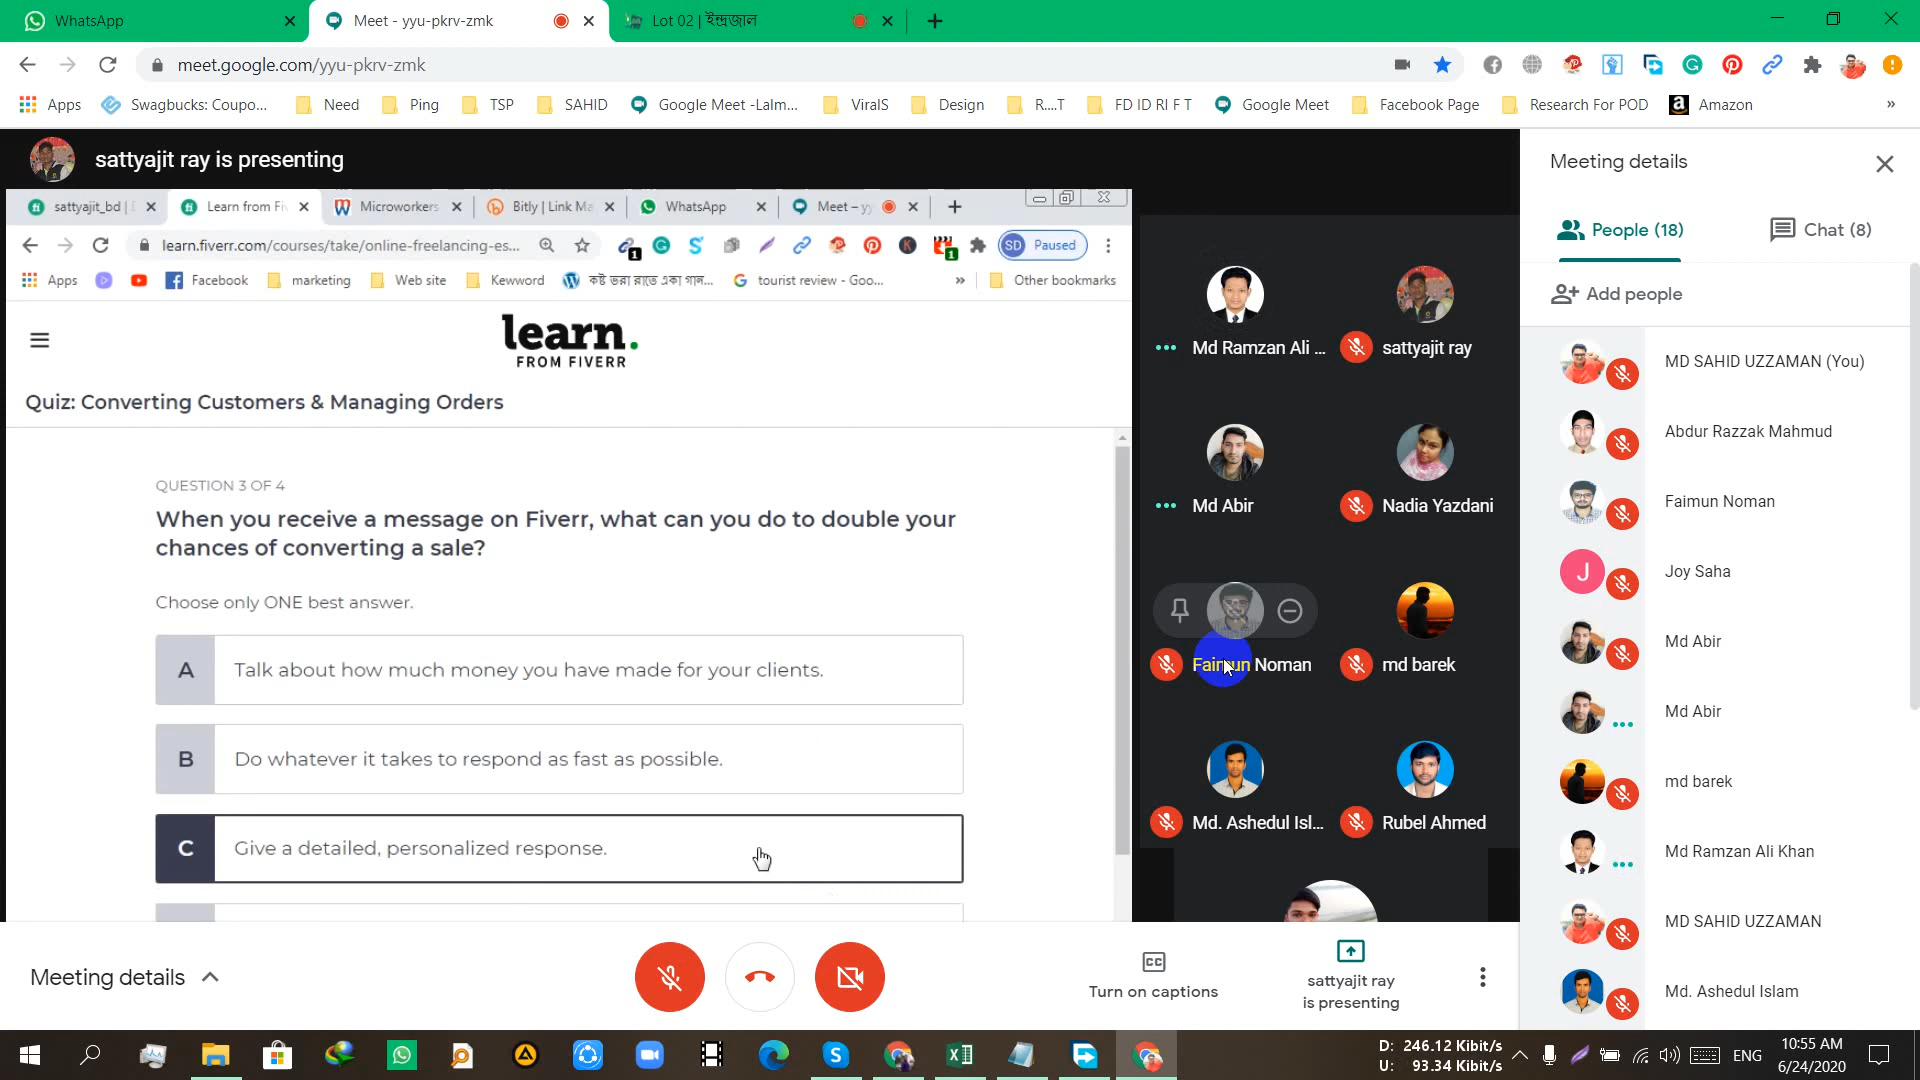 WhatsApp
Meet - yyu-pkrv-zmk
Lot 02 | ইন্দ্রজাল
meet.google.com/yyu-pkrv-zmk
Apps
Swagbucks: Coupo...
Need
Ping
TSP
SAHID
Google Meet -Lalm...
ViralS
Design
R....T
FD ID RI F T
Google Meet
Facebook Page
Research For POD
Amazon
»
sattyajit ray is presenting
sattyajit_bd |
Learn from Fi
Microworkers
Bitly | Link Ma
WhatsApp
Meet – yy
learn.fiverr.com/courses/take/online-freelancing-es...
SD Paused
Apps
Facebook
marketing
Web site
Kewword
কষ্ট ভরা রাতে একা গান...
tourist review - Goo...
»
Other bookmarks
learn.
FROM FIVERR
Quiz: Converting Customers & Managing Orders
QUESTION 3 OF 4
When you receive a message on Fiverr, what can you do to double your
chances of converting a sale?
Choose only ONE best answer.
A Talk about how much money you have made for your clients.
B Do whatever it takes to respond as fast as possible.
C Give a detailed, personalized response.
Md Ramzan Ali ...
sattyajit ray
Md Abir
Nadia Yazdani
Faimun Noman
md barek
Md. Ashedul Isl...
Rubel Ahmed
Meeting details
People (18)
Chat (8)
Add people
MD SAHID UZZAMAN (You)
Abdur Razzak Mahmud
Faimun Noman
J Joy Saha
Md Abir
Md Abir
md barek
Md Ramzan Ali Khan
MD SAHID UZZAMAN
Md. Ashedul Islam
Meeting details
CC
Turn on captions
sattyajit ray
is presenting
D: 246.12 Kibit/s
U: 93.34 Kibit/s
ENG
10:55 AM
6/24/2020